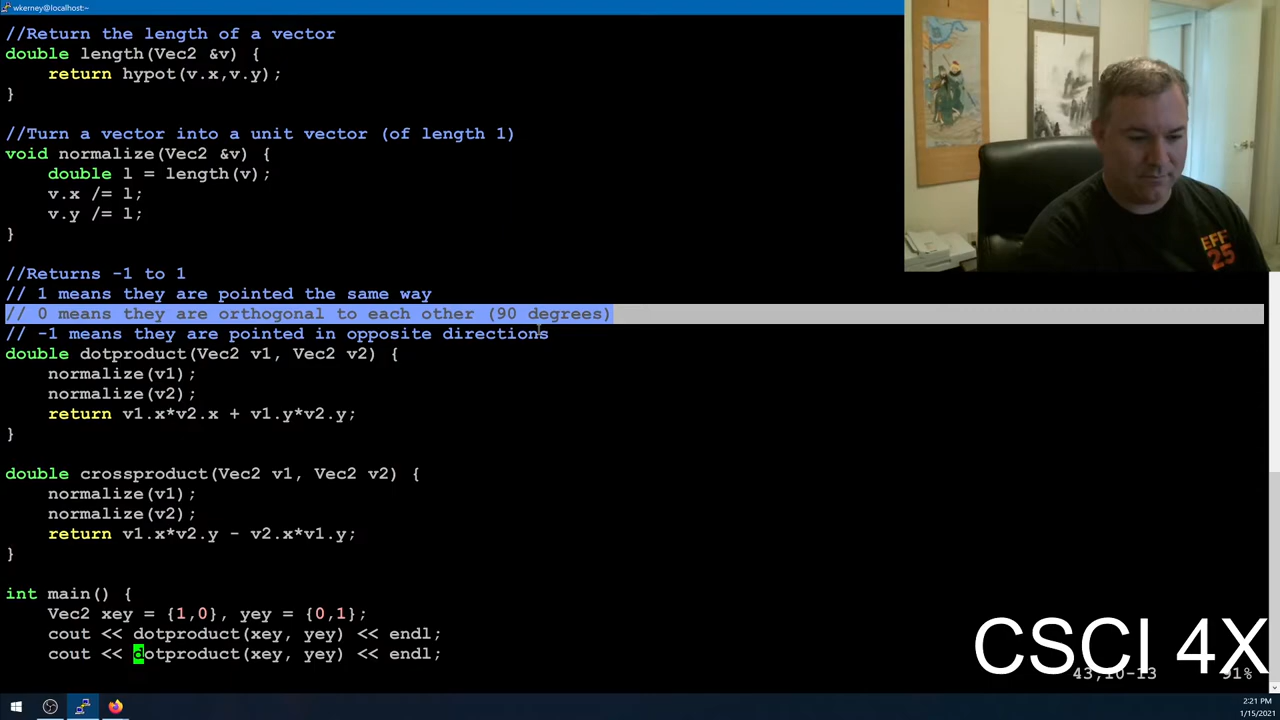 wkerney@localhost:~
//Return the length of a vector
double length(Vec2 &v) {
    return hypot(v.x,v.y);
}
//Turn a vector into a unit vector (of length 1)
void normalize(Vec2 &v) {
    double l = length(v);
    v.x /= l;
    v.y /= l;
}
//Returns -1 to 1
// 1 means they are pointed the same way
// 0 means they are orthogonal to each other (90 degrees)
// -1 means they are pointed in opposite directions
double dotproduct(Vec2 v1, Vec2 v2) {
    normalize(v1);
    normalize(v2);
    return v1.x*v2.x + v1.y*v2.y;
}
double crossproduct(Vec2 v1, Vec2 v2) {
    normalize(v1);
    normalize(v2);
    return v1.x*v2.y - v2.x*v1.y;
}
int main() {
    Vec2 xey = {1,0}, yey = {0,1};
    cout << dotproduct(xey, yey) << endl;
    cout << dotproduct(xey, yey) << endl;
EFF
25
CSCI 4X
43,10-13
91%
2:21 PM
1/15/2021